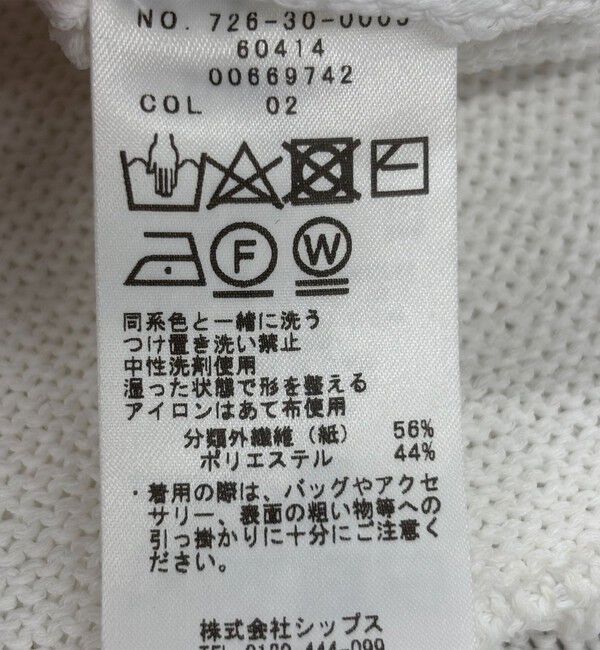 NO. 726-30-0005
60414
00669742
COL 02
F W
同系色と一緒に洗う
つけ置き洗い禁止
中性洗剤使用
湿った状態で形を整える
アイロンはあて布使用
分類外繊維（紙） 56%
ポリエステル 44%
・着用の際は、バッグやアクセ
サリー、表面の粗い物等への
引っ掛かりに十分にご注意く
ださい。
株式会社シップス
TEL 0120-444-099